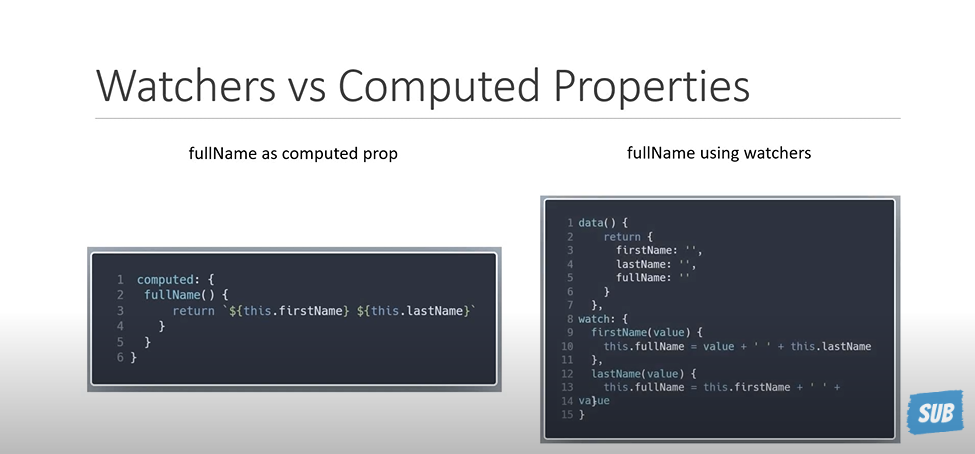 Watchers vs Computed Properties
fullName as computed prop
1 computed: {
2 fullName() {
3 return `${this.firstName} ${this.lastName}`
4 }
5 }
6 }
fullName using watchers
1 data() {
2 return {
3 firstName: '',
4 lastName: '',
5 fullName: ''
6 }
7 },
8 watch: {
9 firstName(value) {
10 this.fullName = value + ' ' + this.lastName
11 },
12 lastName(value) {
13 this.fullName = this.firstName + ' ' +
14 va}ue
15 }
SUB